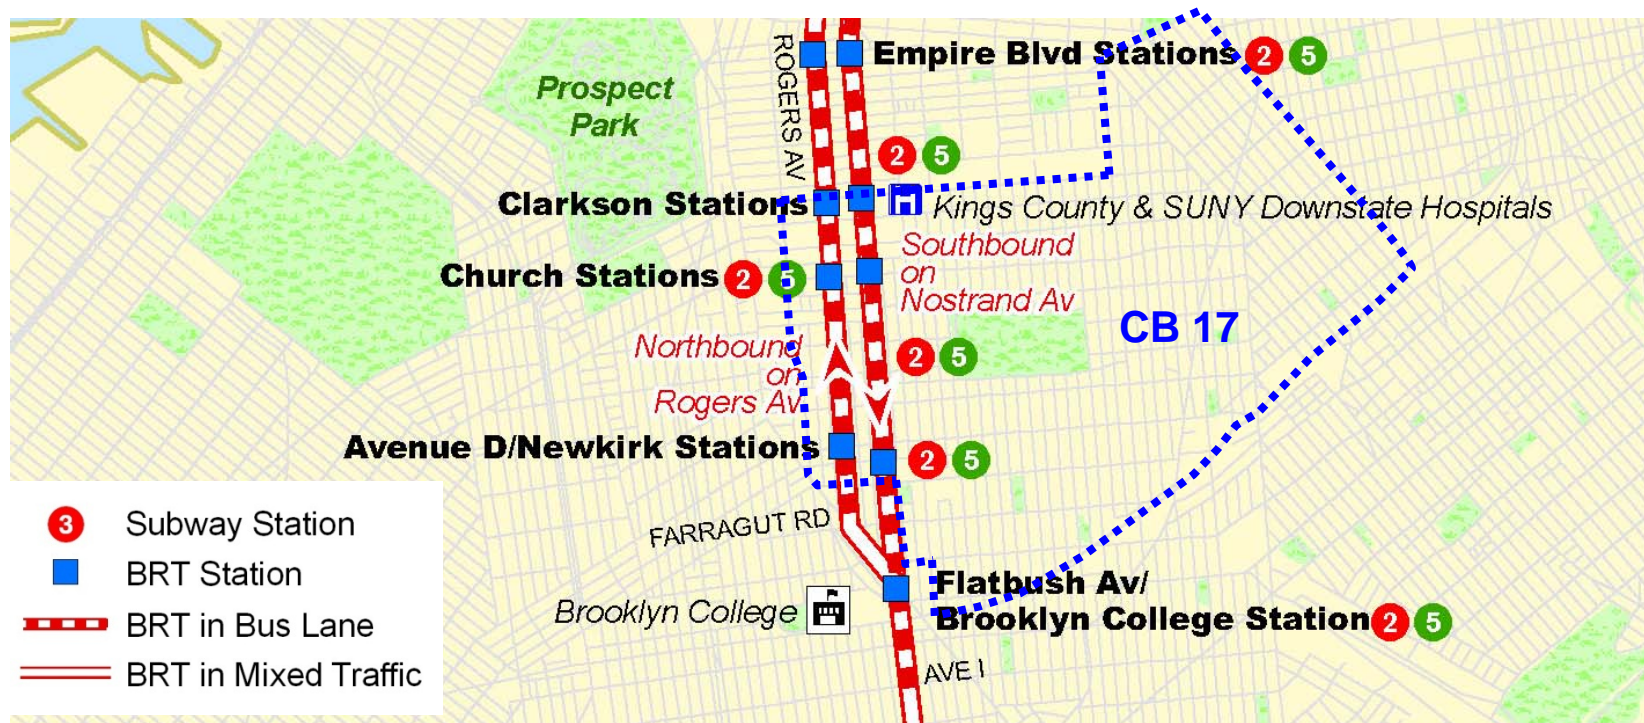 Empire Blvd Stations 2 5
ROGERS AV
Prospect
Park
2 5
Clarkson Stations
H Kings County & SUNY Downstate Hospitals
Southbound
on
Nostrand Av
Church Stations 2 5
CB 17
Northbound
on
Rogers Av
2 5
Avenue D/Newkirk Stations
2 5
FARRAGUT RD
Flatbush Av/
Brooklyn College Station 2 5
Brooklyn College
AVE I
3 Subway Station
BRT Station
BRT in Bus Lane
BRT in Mixed Traffic